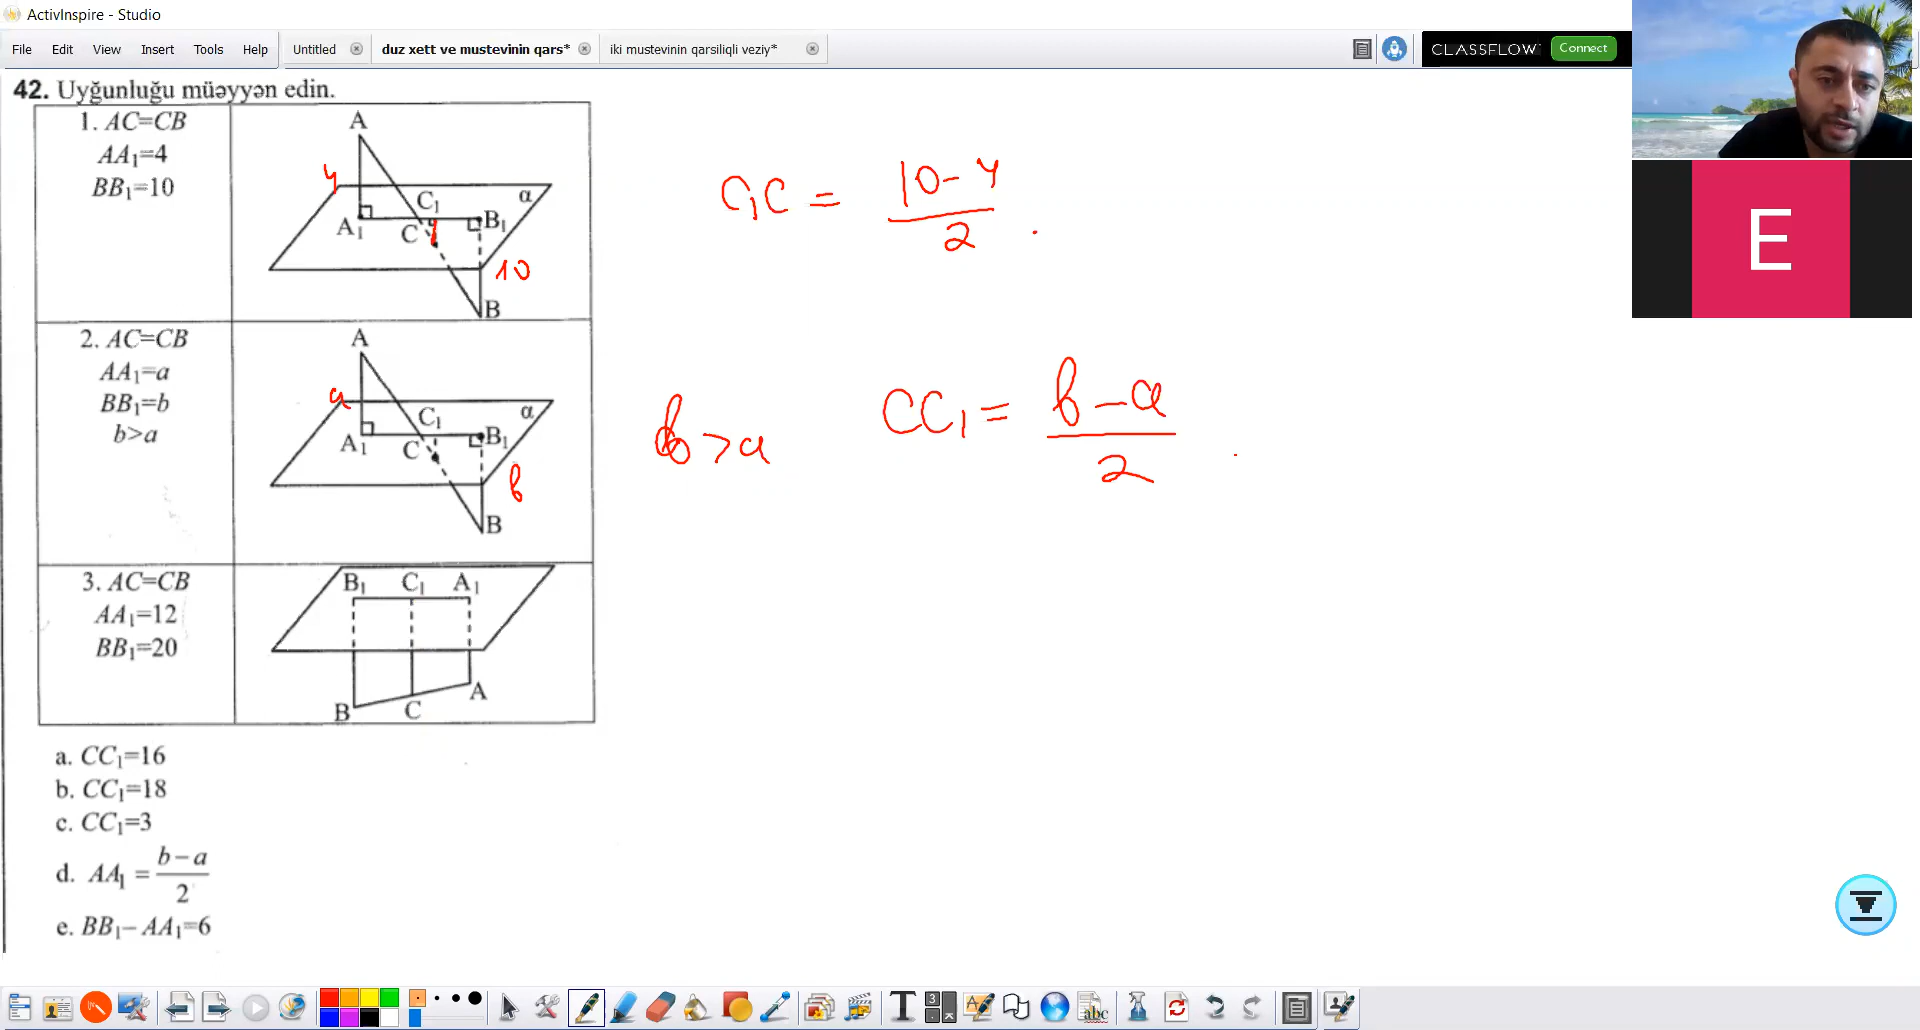 ActivInspire - Studio
File Edit View Insert Tools Help
Untitled
duz xett ve mustevinin qars*
iki mustevinin qarsiliqli veziy*
CLASSFLOW
Connect
42. Uyğunluğu müəyyən edin.
1. AC=CB
AA₁=4
BB₁=10
A
4
C₁
α
A₁
C
B₁
10
B
C₁C = (10-4)/2
2. AC=CB
AA₁=a
BB₁=b
b>a
A
a
C₁
α
A₁
C
B₁
b
B
b>a
CC₁ = (b-a)/2
3. AC=CB
AA₁=12
BB₁=20
B₁ C₁ A₁
A
B
C
a. CC₁=16
b. CC₁=18
c. CC₁=3
d. AA₁ = (b-a)/2
e. BB₁-AA₁=6
E
T
3
abc